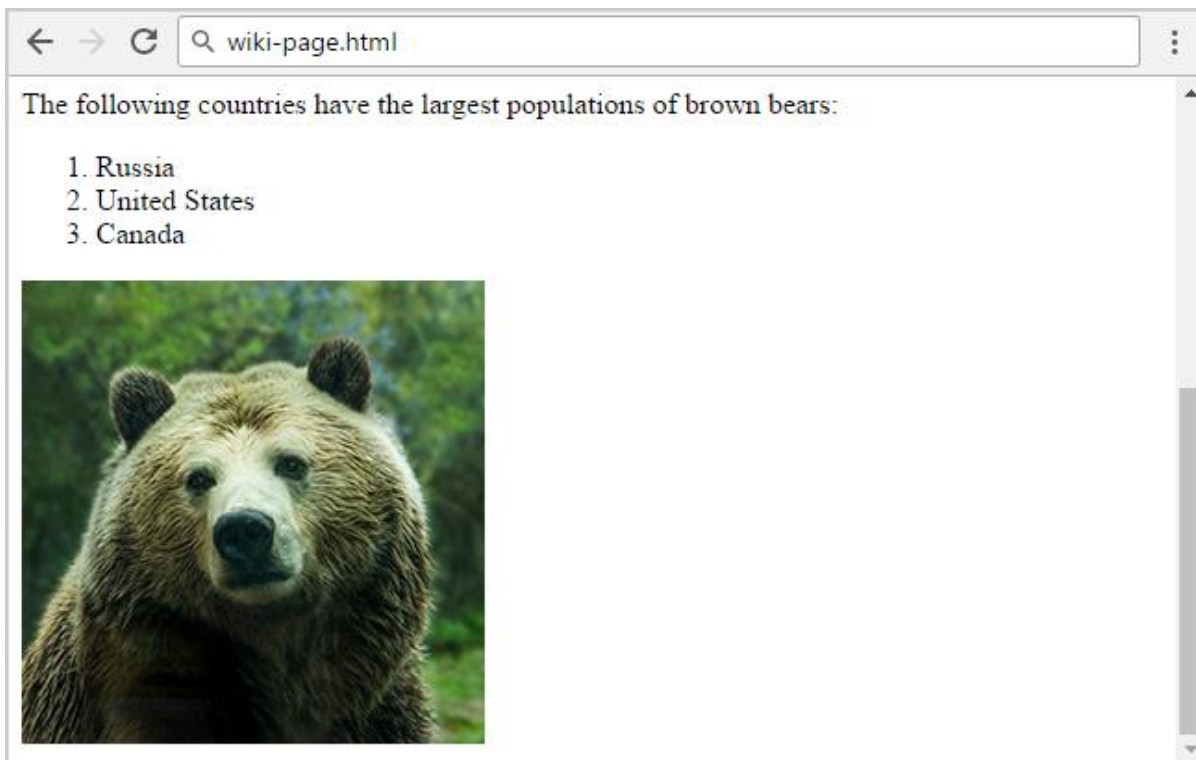 wiki-page.html
The following countries have the largest populations of brown bears:
1. Russia
2. United States
3. Canada